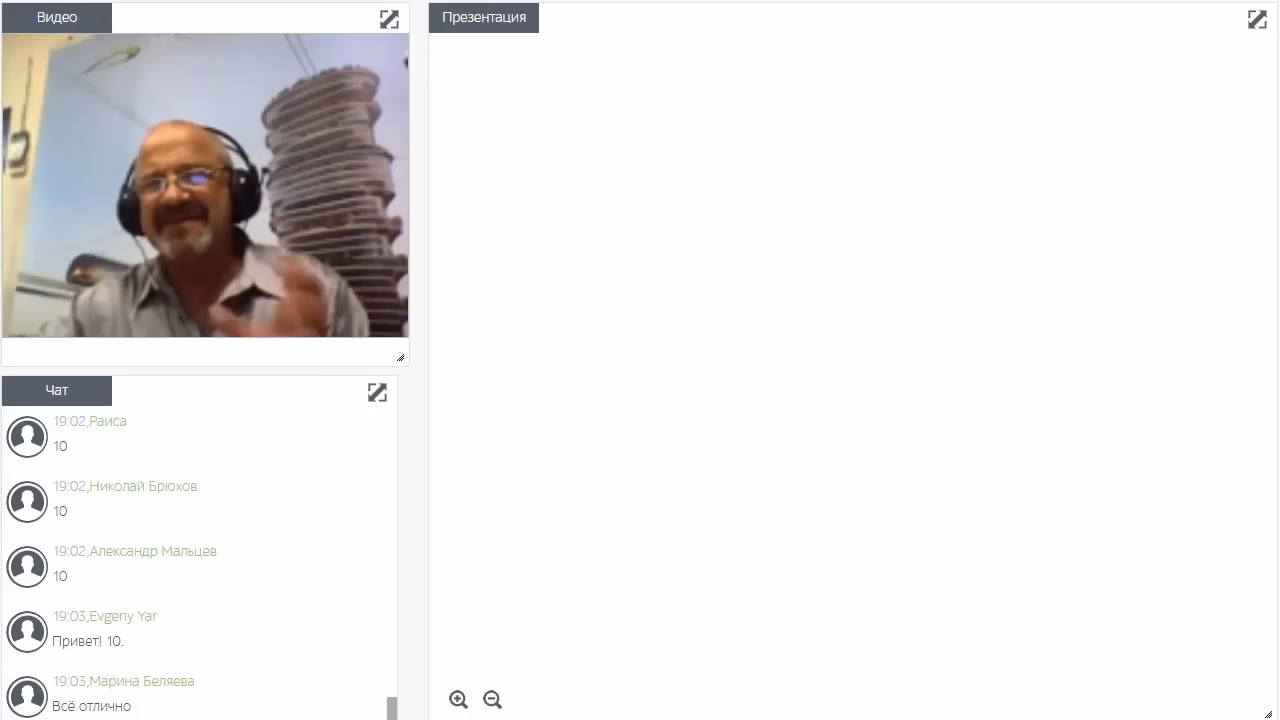 Видео
Презентация
Чат
19:02,Раиса
10
19:02,Николай Брюхов
10
19:02,Александр Мальцев
10
19:03,Evgeny Yar
Привет! 10.
19:03,Марина Беляева
Всё отлично